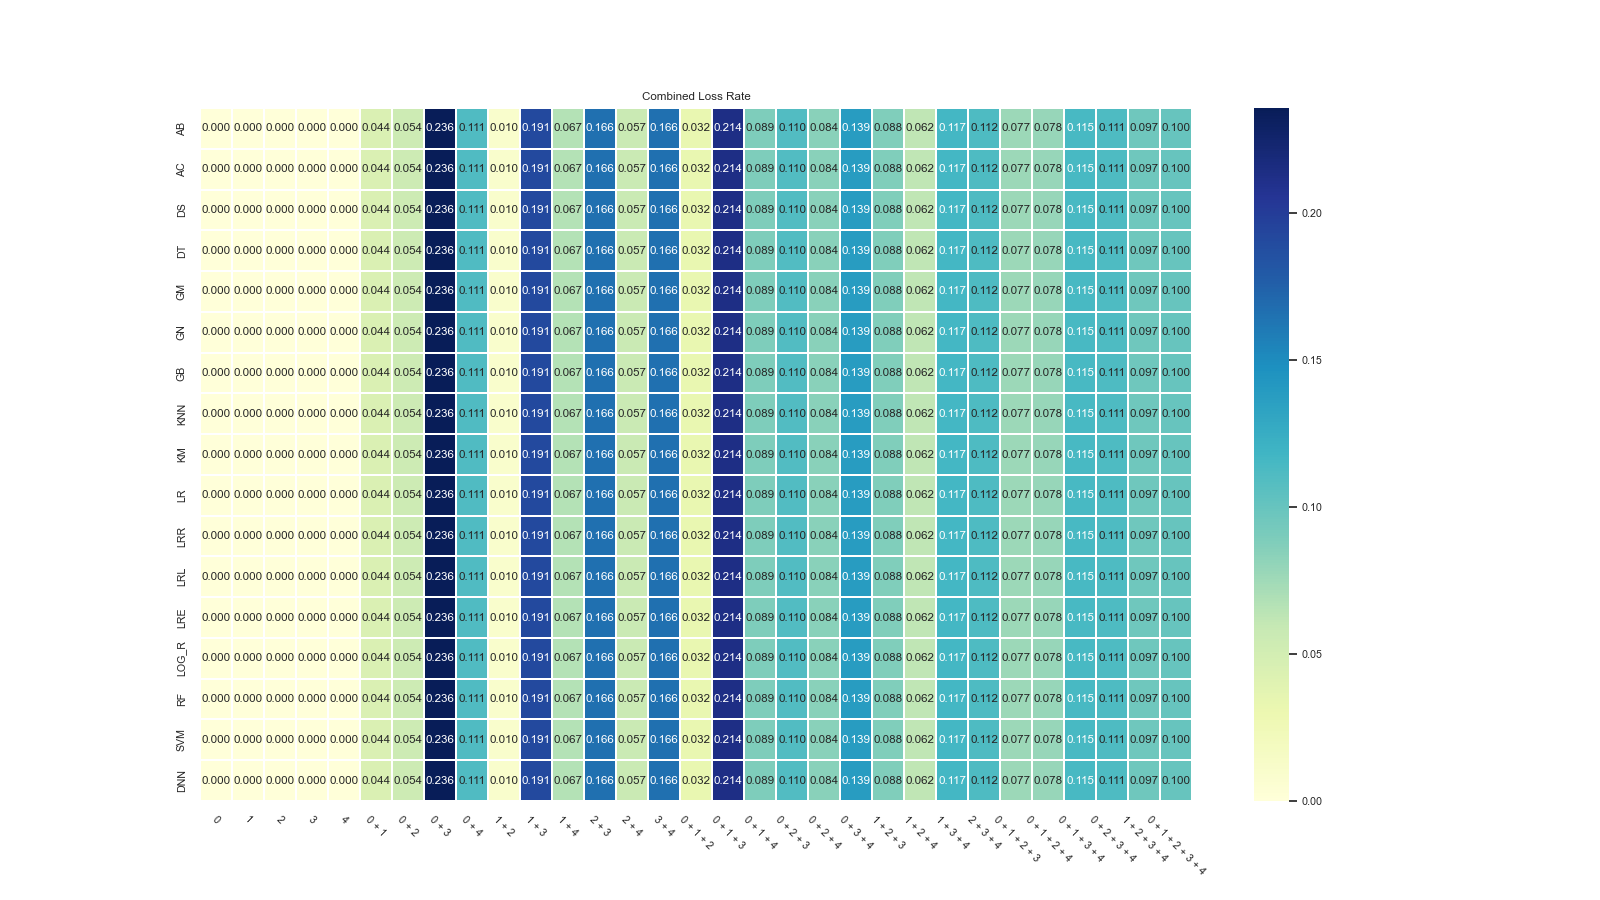 Combined Loss Rate
AB 0.000 0.000 0.000 0.000 0.000 0.044 0.054 0.236 0.111 0.010 0.191 0.067 0.166 0.057 0.166 0.032 0.214 0.089 0.110 0.084 0.139 0.088 0.062 0.117 0.112 0.077 0.078 0.115 0.111 0.097 0.100
AC 0.000 0.000 0.000 0.000 0.000 0.044 0.054 0.236 0.111 0.010 0.191 0.067 0.166 0.057 0.166 0.032 0.214 0.089 0.110 0.084 0.139 0.088 0.062 0.117 0.112 0.077 0.078 0.115 0.111 0.097 0.100
DS 0.000 0.000 0.000 0.000 0.000 0.044 0.054 0.236 0.111 0.010 0.191 0.067 0.166 0.057 0.166 0.032 0.214 0.089 0.110 0.084 0.139 0.088 0.062 0.117 0.112 0.077 0.078 0.115 0.111 0.097 0.100
0.20
DT 0.000 0.000 0.000 0.000 0.000 0.044 0.054 0.236 0.111 0.010 0.191 0.067 0.166 0.057 0.166 0.032 0.214 0.089 0.110 0.084 0.139 0.088 0.062 0.117 0.112 0.077 0.078 0.115 0.111 0.097 0.100
GM 0.000 0.000 0.000 0.000 0.000 0.044 0.054 0.236 0.111 0.010 0.191 0.067 0.166 0.057 0.166 0.032 0.214 0.089 0.110 0.084 0.139 0.088 0.062 0.117 0.112 0.077 0.078 0.115 0.111 0.097 0.100
GN 0.000 0.000 0.000 0.000 0.000 0.044 0.054 0.236 0.111 0.010 0.191 0.067 0.166 0.057 0.166 0.032 0.214 0.089 0.110 0.084 0.139 0.088 0.062 0.117 0.112 0.077 0.078 0.115 0.111 0.097 0.100
0.15
GB 0.000 0.000 0.000 0.000 0.000 0.044 0.054 0.236 0.111 0.010 0.191 0.067 0.166 0.057 0.166 0.032 0.214 0.089 0.110 0.084 0.139 0.088 0.062 0.117 0.112 0.077 0.078 0.115 0.111 0.097 0.100
KNN 0.000 0.000 0.000 0.000 0.000 0.044 0.054 0.236 0.111 0.010 0.191 0.067 0.166 0.057 0.166 0.032 0.214 0.089 0.110 0.084 0.139 0.088 0.062 0.117 0.112 0.077 0.078 0.115 0.111 0.097 0.100
KM 0.000 0.000 0.000 0.000 0.000 0.044 0.054 0.236 0.111 0.010 0.191 0.067 0.166 0.057 0.166 0.032 0.214 0.089 0.110 0.084 0.139 0.088 0.062 0.117 0.112 0.077 0.078 0.115 0.111 0.097 0.100
LR 0.000 0.000 0.000 0.000 0.000 0.044 0.054 0.236 0.111 0.010 0.191 0.067 0.166 0.057 0.166 0.032 0.214 0.089 0.110 0.084 0.139 0.088 0.062 0.117 0.112 0.077 0.078 0.115 0.111 0.097 0.100
0.10
LRR 0.000 0.000 0.000 0.000 0.000 0.044 0.054 0.236 0.111 0.010 0.191 0.067 0.166 0.057 0.166 0.032 0.214 0.089 0.110 0.084 0.139 0.088 0.062 0.117 0.112 0.077 0.078 0.115 0.111 0.097 0.100
LRL 0.000 0.000 0.000 0.000 0.000 0.044 0.054 0.236 0.111 0.010 0.191 0.067 0.166 0.057 0.166 0.032 0.214 0.089 0.110 0.084 0.139 0.088 0.062 0.117 0.112 0.077 0.078 0.115 0.111 0.097 0.100
LRE 0.000 0.000 0.000 0.000 0.000 0.044 0.054 0.236 0.111 0.010 0.191 0.067 0.166 0.057 0.166 0.032 0.214 0.089 0.110 0.084 0.139 0.088 0.062 0.117 0.112 0.077 0.078 0.115 0.111 0.097 0.100
LOG_R 0.000 0.000 0.000 0.000 0.000 0.044 0.054 0.236 0.111 0.010 0.191 0.067 0.166 0.057 0.166 0.032 0.214 0.089 0.110 0.084 0.139 0.088 0.062 0.117 0.112 0.077 0.078 0.115 0.111 0.097 0.100
0.05
RF 0.000 0.000 0.000 0.000 0.000 0.044 0.054 0.236 0.111 0.010 0.191 0.067 0.166 0.057 0.166 0.032 0.214 0.089 0.110 0.084 0.139 0.088 0.062 0.117 0.112 0.077 0.078 0.115 0.111 0.097 0.100
SVM 0.000 0.000 0.000 0.000 0.000 0.044 0.054 0.236 0.111 0.010 0.191 0.067 0.166 0.057 0.166 0.032 0.214 0.089 0.110 0.084 0.139 0.088 0.062 0.117 0.112 0.077 0.078 0.115 0.111 0.097 0.100
DNN 0.000 0.000 0.000 0.000 0.000 0.044 0.054 0.236 0.111 0.010 0.191 0.067 0.166 0.057 0.166 0.032 0.214 0.089 0.110 0.084 0.139 0.088 0.062 0.117 0.112 0.077 0.078 0.115 0.111 0.097 0.100
0.00
0
1
2
3
4
0 + 1
0 + 2
0 + 3
0 + 4
1 + 2
1 + 3
1 + 4
2 + 3
2 + 4
3 + 4
0 + 1 + 2
0 + 1 + 3
0 + 1 + 4
0 + 2 + 3
0 + 2 + 4
0 + 3 + 4
1 + 2 + 3
1 + 2 + 4
1 + 3 + 4
2 + 3 + 4
0 + 1 + 2 + 3
0 + 1 + 2 + 4
0 + 1 + 3 + 4
0 + 2 + 3 + 4
1 + 2 + 3 + 4
0 + 1 + 2 + 3 + 4